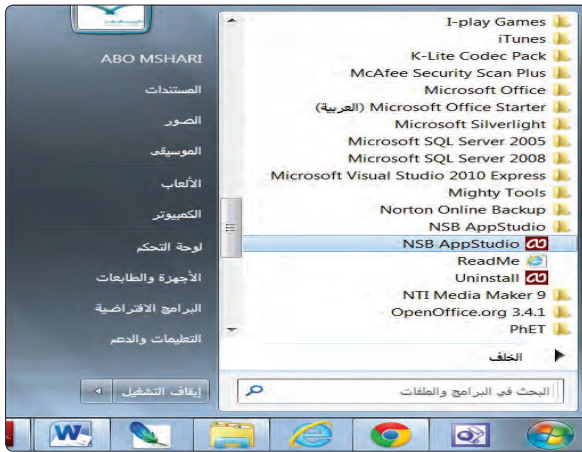 I-play Games
iTunes
K-Lite Codec Pack
McAfee Security Scan Plus
Microsoft Office
Microsoft Office Starter (العربية)
Microsoft Silverlight
Microsoft SQL Server 2005
Microsoft SQL Server 2008
Microsoft Visual Studio 2010 Express
Mighty Tools
Norton Online Backup
NSB AppStudio
NSB AppStudio
ReadMe
Uninstall
NTI Media Maker 9
OpenOffice.org 3.4.1
PhET
الخلف
البحث في البرامج والملفات
ABO MSHARI
المستندات
الصور
الموسيقى
الألعاب
الكمبيوتر
لوحة التحكم
الأجهزة والطابعات
البرامج الافتراضية
التعليمات والدعم
إيقاف التشغيل